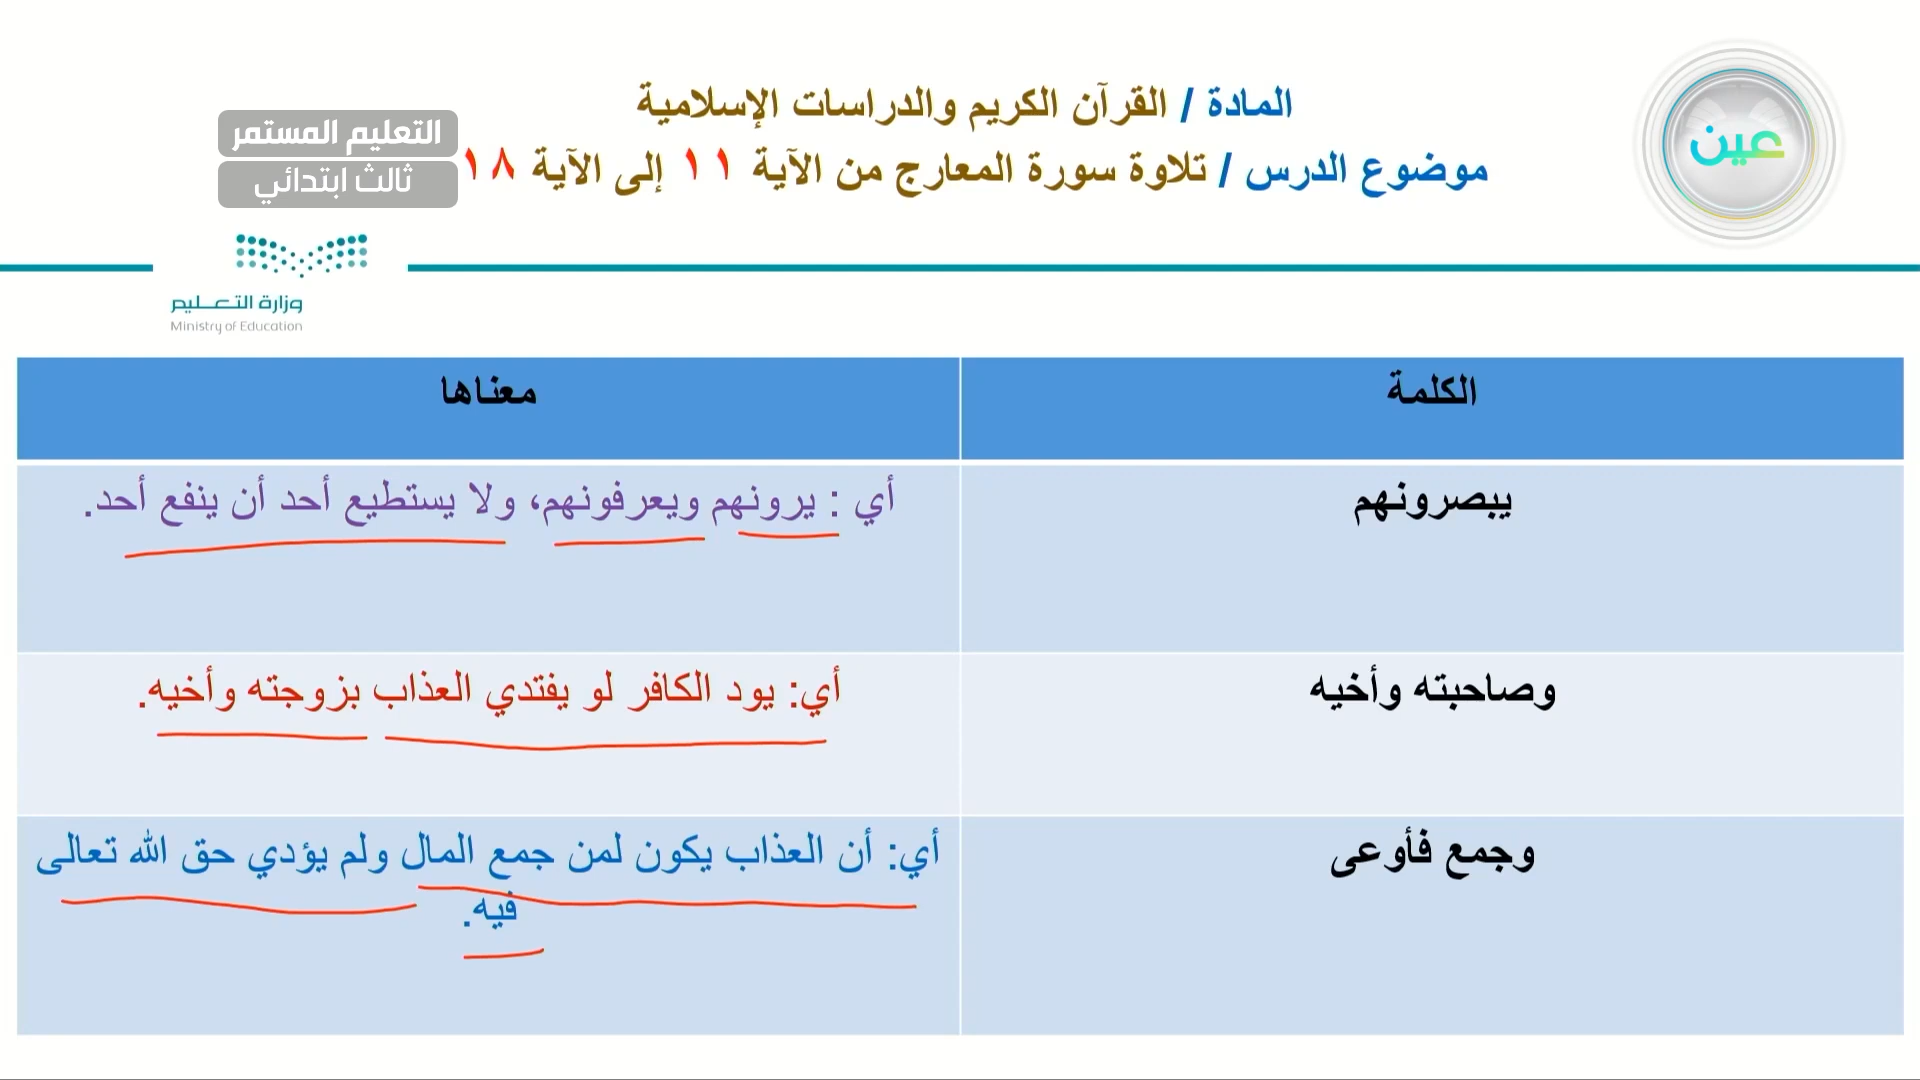 المادة / القرآن الكريم والدراسات الإسلامية
موضوع الدرس / تلاوة سورة المعارج من الآية ١١ إلى الآية ١٨
عين
التعليم المستمر
ثالث ابتدائي
وزارة التعليم
Ministry of Education
الكلمة
معناها
يبصرونهم
أي : يرونهم ويعرفونهم، ولا يستطيع أحد أن ينفع أحد.
وصاحبته وأخيه
أي: يود الكافر لو يفتدي العذاب بزوجته وأخيه.
وجمع فأوعى
أي: أن العذاب يكون لمن جمع المال ولم يؤدي حق الله تعالى
فيه.